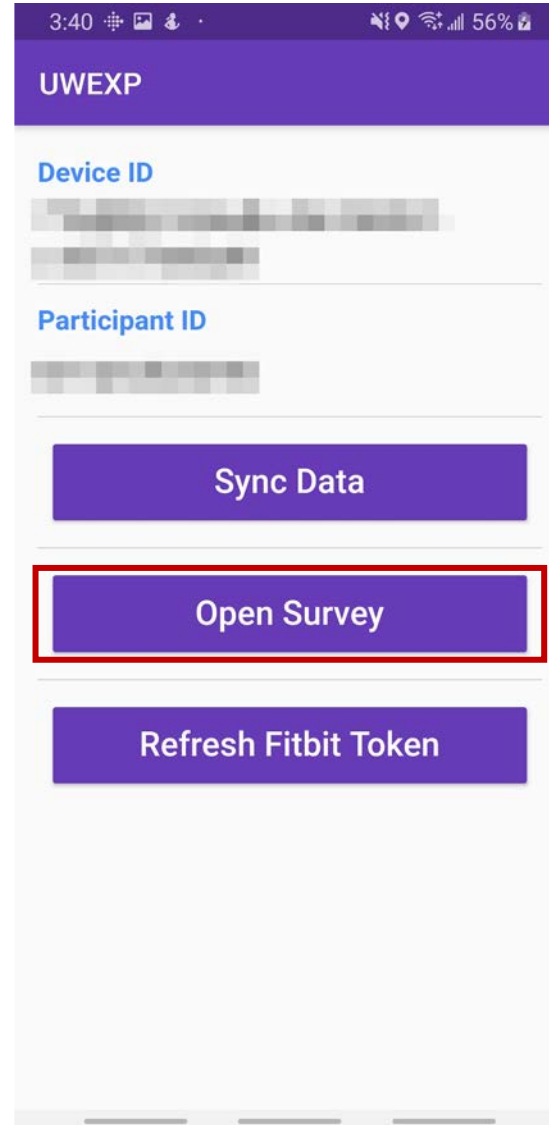 3:40 56%
UWEXP
Device ID
Participant ID
Sync Data
Open Survey
Refresh Fitbit Token